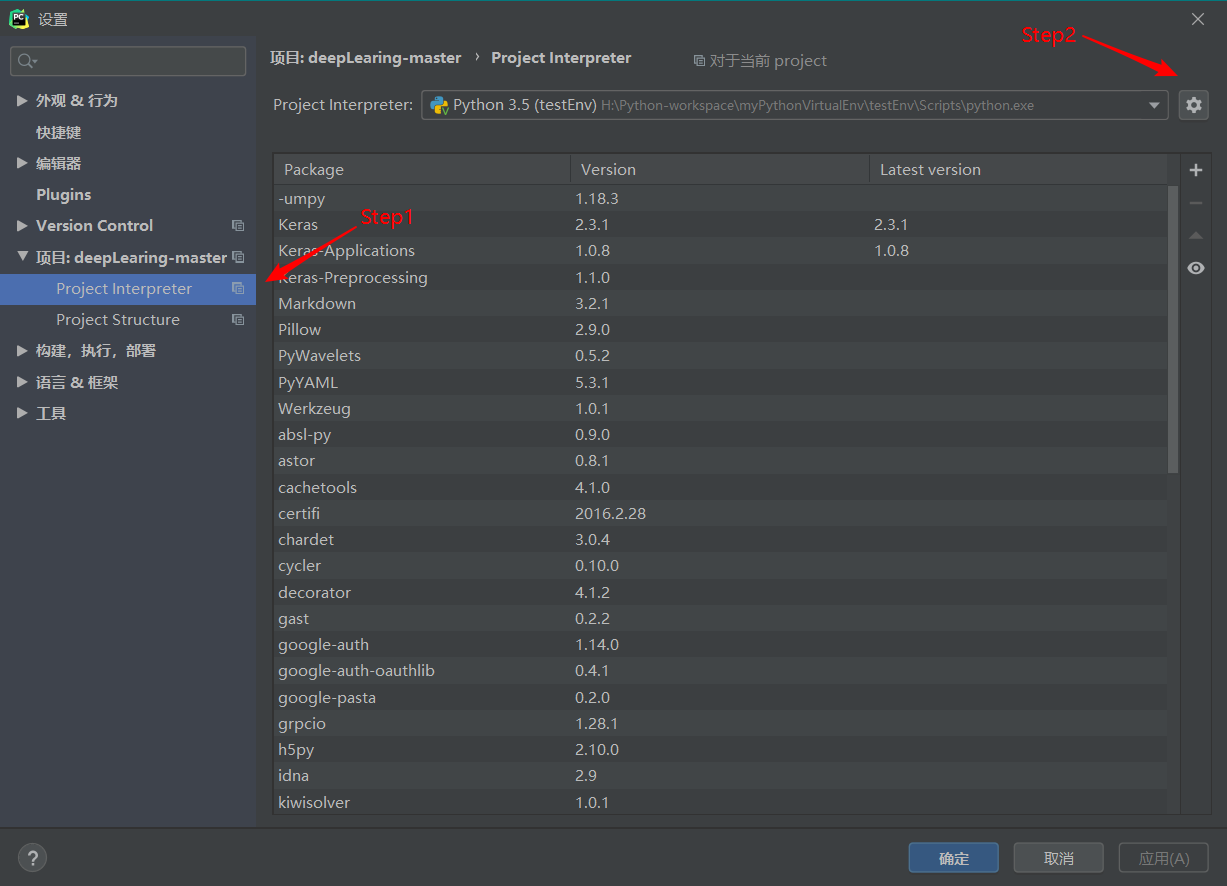 设置
Step2
项目: deepLearing-master › Project Interpreter 对于当前 project
Project Interpreter: Python 3.5 (testEnv) H:\Python-workspace\myPythonVirtualEnv\testEnv\Scripts\python.exe
外观 & 行为
快捷键
编辑器
Plugins
Version Control
项目: deepLearing-master
Project Interpreter
Project Structure
构建，执行，部署
语言 & 框架
工具
Step1
Package Version Latest version
-umpy 1.18.3
Keras 2.3.1 2.3.1
Keras-Applications 1.0.8 1.0.8
Keras-Preprocessing 1.1.0
Markdown 3.2.1
Pillow 2.9.0
PyWavelets 0.5.2
PyYAML 5.3.1
Werkzeug 1.0.1
absl-py 0.9.0
astor 0.8.1
cachetools 4.1.0
certifi 2016.2.28
chardet 3.0.4
cycler 0.10.0
decorator 4.1.2
gast 0.2.2
google-auth 1.14.0
google-auth-oauthlib 0.4.1
google-pasta 0.2.0
grpcio 1.28.1
h5py 2.10.0
idna 2.9
kiwisolver 1.0.1
? 确定 取消 应用(A)